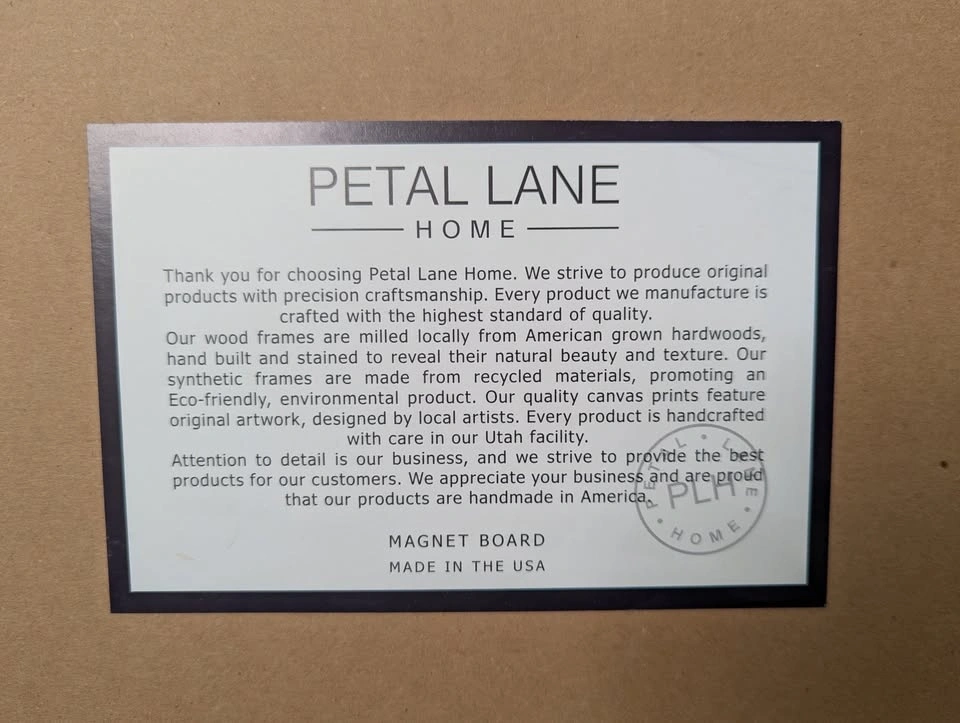 PETAL LANE
HOME
Thank you for choosing Petal Lane Home. We strive to produce original
products with precision craftsmanship. Every product we manufacture is
crafted with the highest standard of quality.
Our wood frames are milled locally from American grown hardwoods,
hand built and stained to reveal their natural beauty and texture. Our
synthetic frames are made from recycled materials, promoting an
Eco-friendly, environmental product. Our quality canvas prints feature
original artwork, designed by local artists. Every product is handcrafted
with care in our Utah facility.
Attention to detail is our business, and we strive to provide the best
products for our customers. We appreciate your business and are proud
that our products are handmade in America.
PETAL • LANE • HOME •
PLH
MAGNET BOARD
MADE IN THE USA